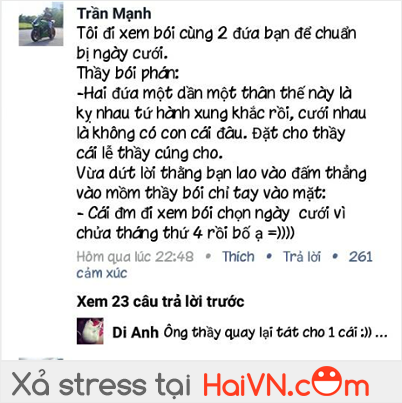 Trần Mạnh
Tôi đi xem bói cùng 2 đứa bạn để chuẩn
bị ngày cưới.
Thầy bói phán:
-Hai đứa một dần một thân thế này là
kỵ nhau tứ hành xung khắc rồi, cưới nhau
là không có con cái đâu. Đặt cho thầy
cái lễ thầy cúng cho.
Vừa dứt lời thằng bạn lao vào đấm thẳng
vào mồm thầy bói chỉ tay vào mặt:
- Cái đm đi xem bói chọn ngày cưới vì
chửa tháng thứ 4 rồi bố ạ =))))
Hôm qua lúc 22:48 • Thích • Trả lời • 261
cảm xúc
Xem 23 câu trả lời trước
Di Anh Ông thầy quay lại tát cho 1 cái :)) ...
Xả stress tại HaiVN.com